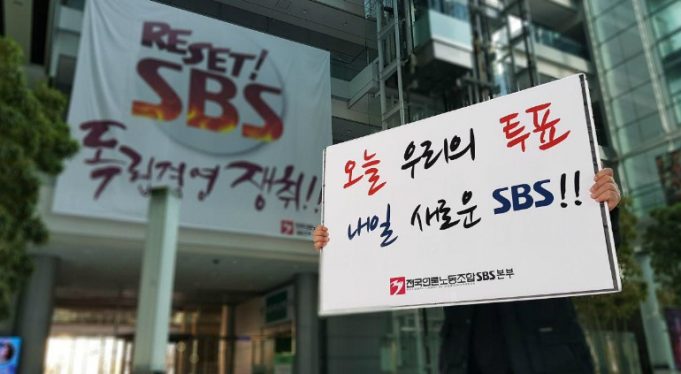 RESET!
SBS
독립경영 쟁취!!
오늘 우리의 투표
내일 새로운 SBS!!
전국언론노동조합 SBS 본부